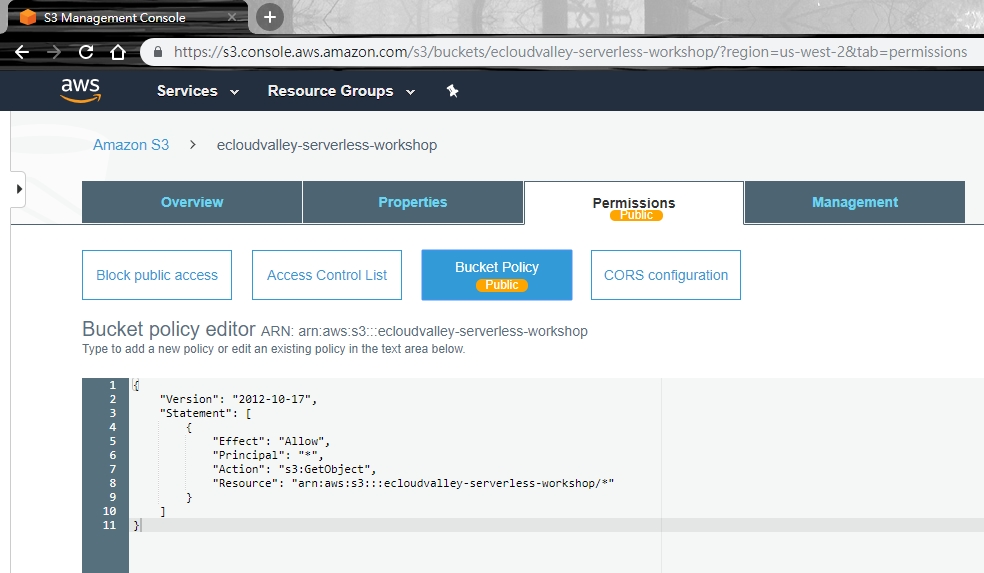 S3 Management Console
https://s3.console.aws.amazon.com/s3/buckets/ecloudvalley-serverless-workshop/?region=us-west-2&tab=permissions
aws Services Resource Groups
Amazon S3 > ecloudvalley-serverless-workshop
Overview Properties Permissions Management
Public
Block public access Access Control List Bucket Policy CORS configuration
Public
Bucket policy editor ARN: arn:aws:s3:::ecloudvalley-serverless-workshop
Type to add a new policy or edit an existing policy in the text area below.
1 {
2     "Version": "2012-10-17",
3     "Statement": [
4         {
5             "Effect": "Allow",
6             "Principal": "*",
7             "Action": "s3:GetObject",
8             "Resource": "arn:aws:s3:::ecloudvalley-serverless-workshop/*"
9         }
10     ]
11 }